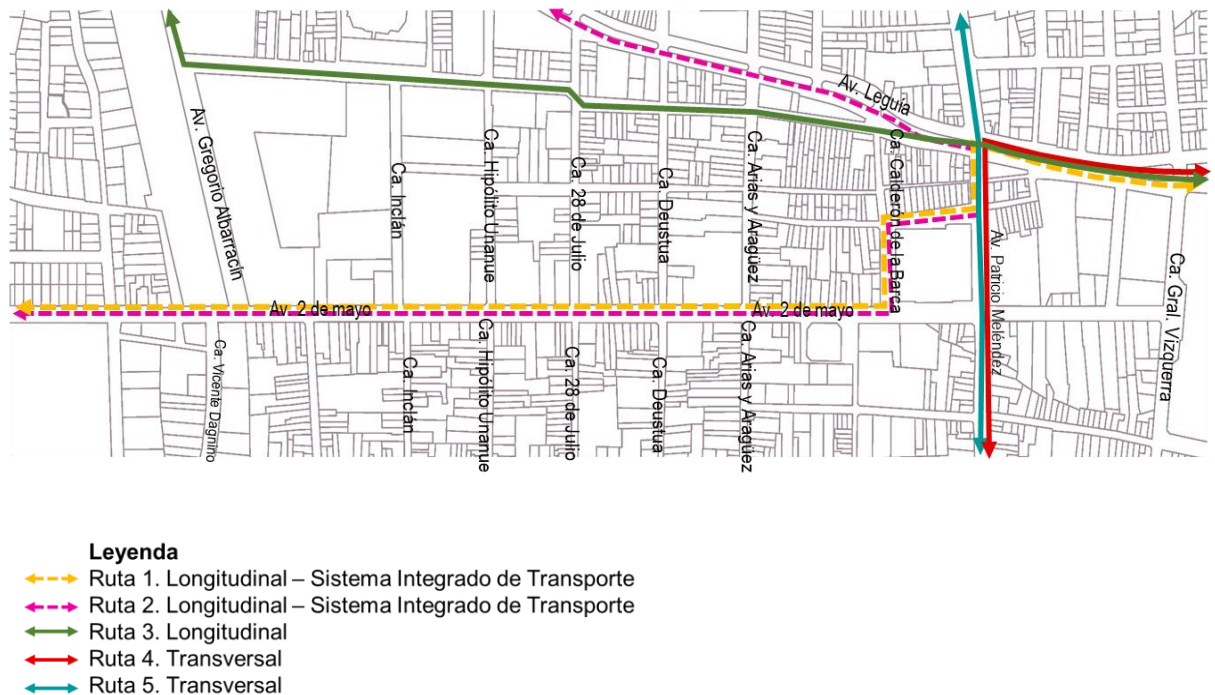 Av. Leguía
Av. Gregorio Albarracín
Ca. Inclán
Ca. Hipólito Unanue
Ca. 28 de Julio
Ca. Deustua
Ca. Arias y Aragüez
Ca. Calderón de la Barca
Av. Patricio Meléndez
Ca. Gral. Vizquerra
Av. 2 de mayo
Av. 2 de mayo
Ca. Vicente Dagnino
Ca. Inclán
Ca. Hipólito Unanue
Ca. 28 de Julio
Ca. Deustua
Ca. Arias y Aragüez
Leyenda
Ruta 1. Longitudinal – Sistema Integrado de Transporte
Ruta 2. Longitudinal – Sistema Integrado de Transporte
Ruta 3. Longitudinal
Ruta 4. Transversal
Ruta 5. Transversal